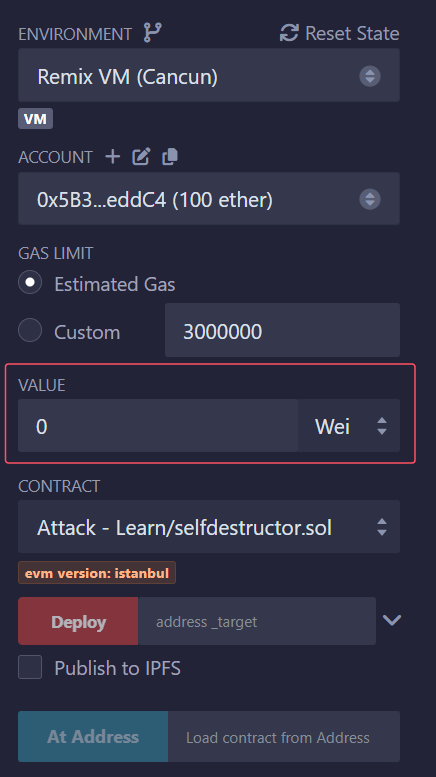 ENVIRONMENT Reset State
Remix VM (Cancun)
VM
ACCOUNT
0x5B3...eddC4 (100 ether)
GAS LIMIT
Estimated Gas
Custom 3000000
VALUE
0 Wei
CONTRACT
Attack - Learn/selfdestructor.sol
evm version: istanbul
Deploy address _target
Publish to IPFS
At Address Load contract from Address